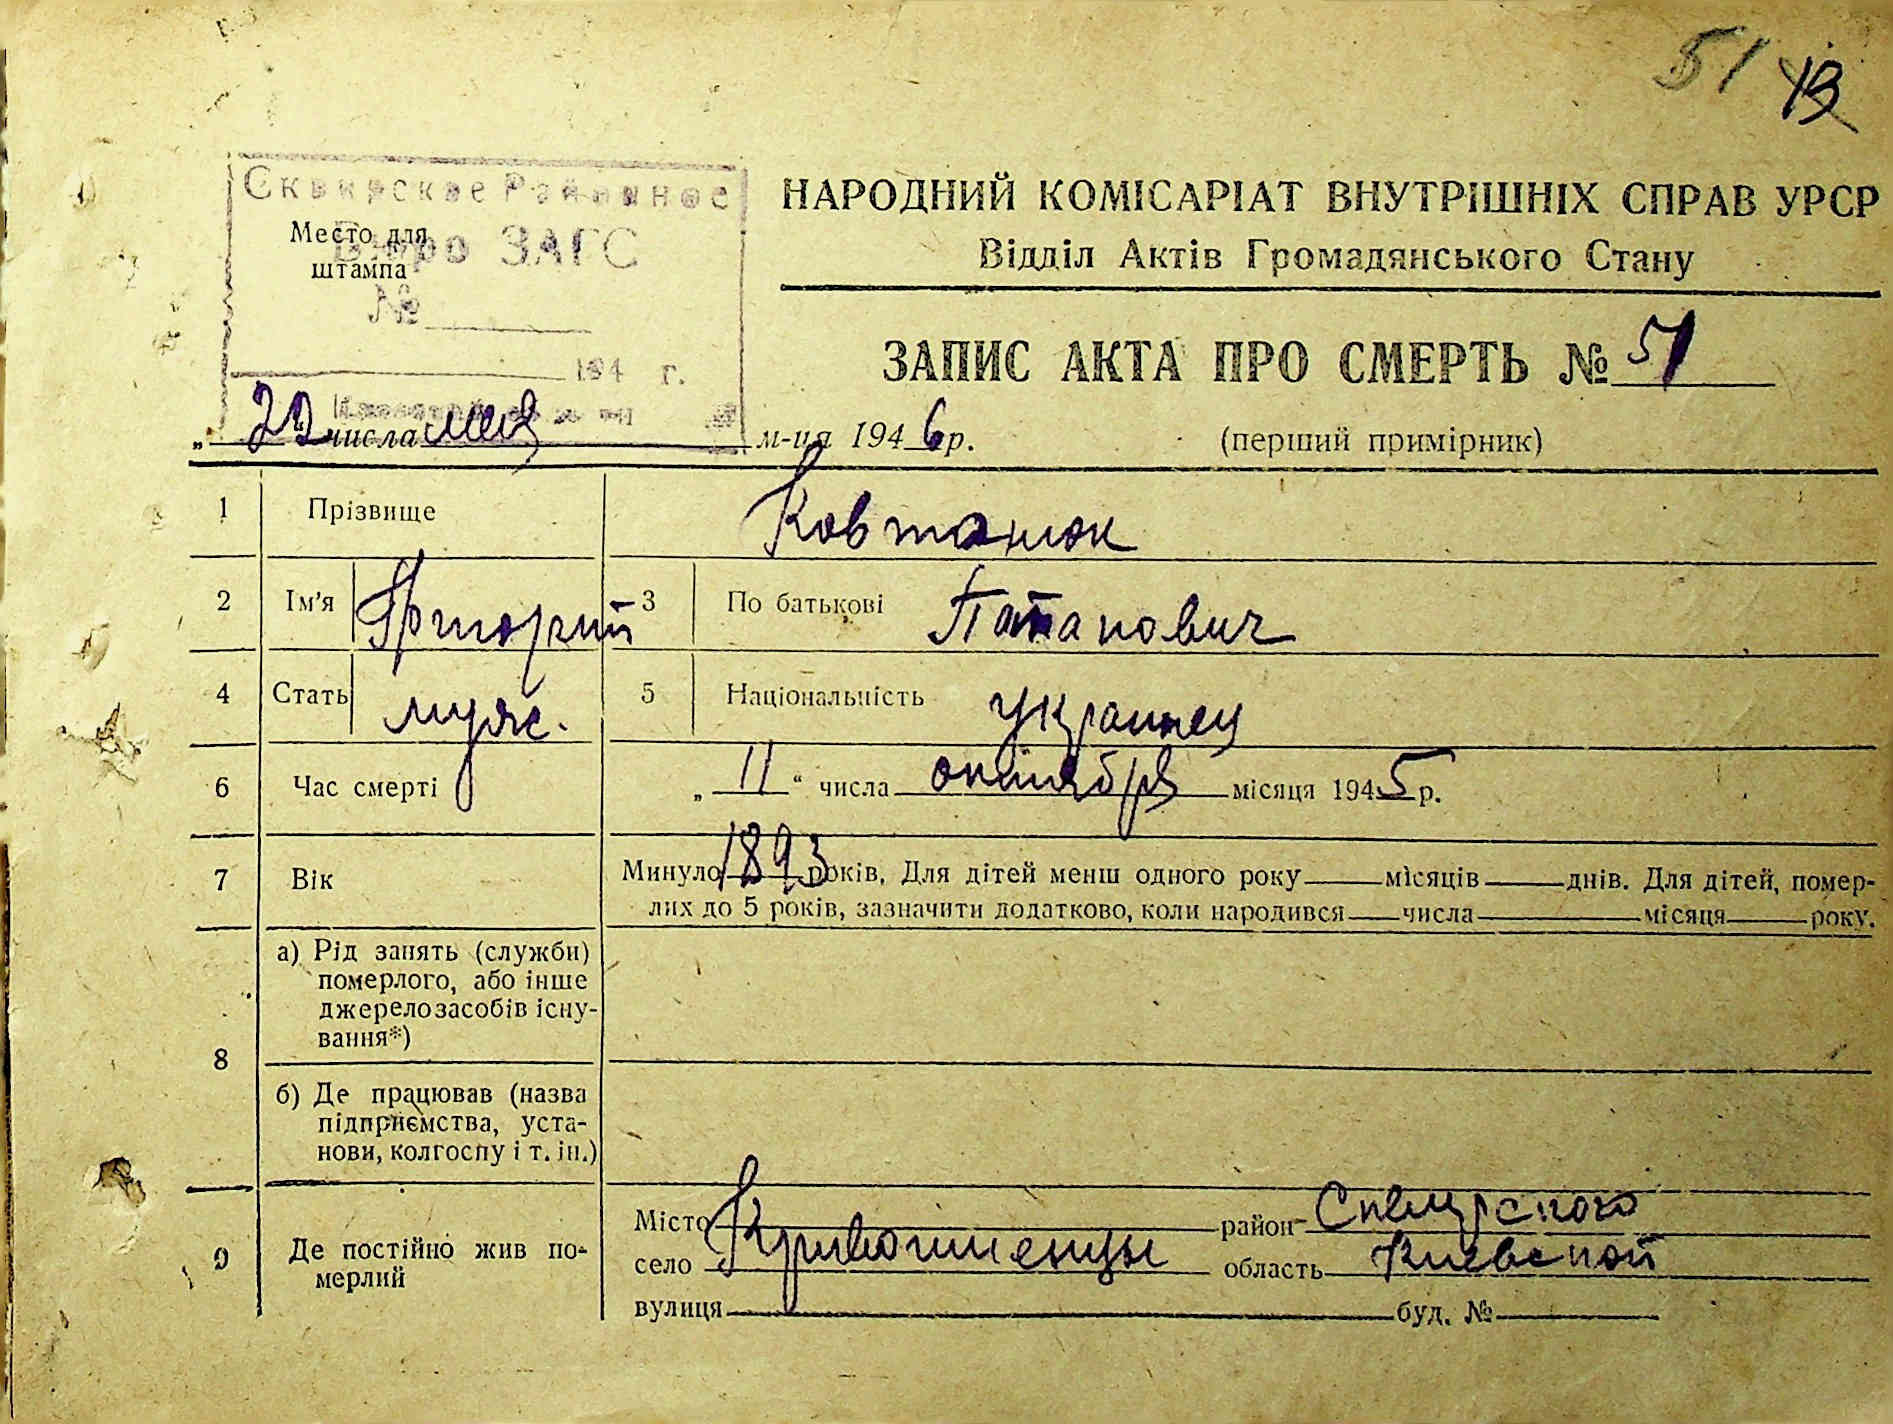 51 13
Сквирское Районное
Бюро ЗАГС
Место для
штампа
№
194 г.
НАРОДНИЙ КОМІСАРІАТ ВНУТРІШНІХ СПРАВ УРСР
Відділ Актів Громадянського Стану
ЗАПИС АКТА ПРО СМЕРТЬ № 51
„ 22 числа мая м-ця 1946 р. (перший примірник)
1 Прізвище Ковтонюк
2 Ім'я Григорий 3 По батькові Патапович
4 Стать муж. 5 Національність украинец
6 Час смерті „ 11 “ числа октября місяця 1945 р.
7 Вік Минуло 1893 років. Для дітей менш одного року місяців днів. Для дітей, помер-
лих до 5 років, зазначити додатково, коли народився числа місяця року.
8 а) Рід занять (служби)
померлого, або інше
джерело засобів існу-
вання*)
б) Де працював (назва
підприємства, уста-
нови, колгоспу і т. ін.)
9 Де постійно жив по-
мерлий
Місто район Сквирского
село Кривошиенцы область Киевской
вулиця буд. №